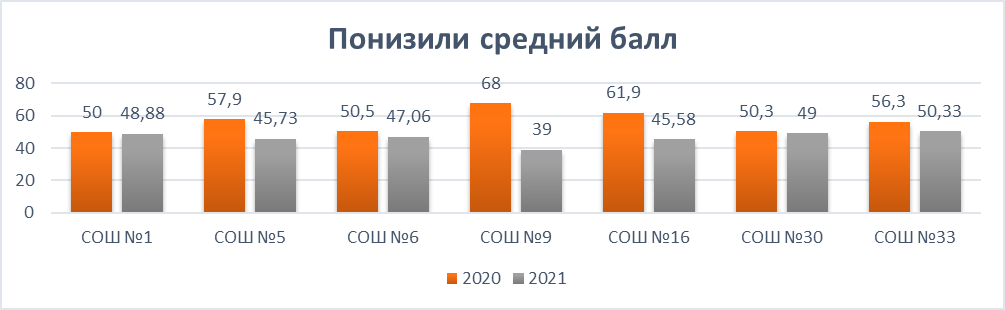 Понизили средний балл
80
60
40
20
0
50 48,88 57,9 45,73 50,5 47,06 68 39 61,9 45,58 50,3 49 56,3 50,33
СОШ №1 СОШ №5 СОШ №6 СОШ №9 СОШ №16 СОШ №30 СОШ №33
2020 2021